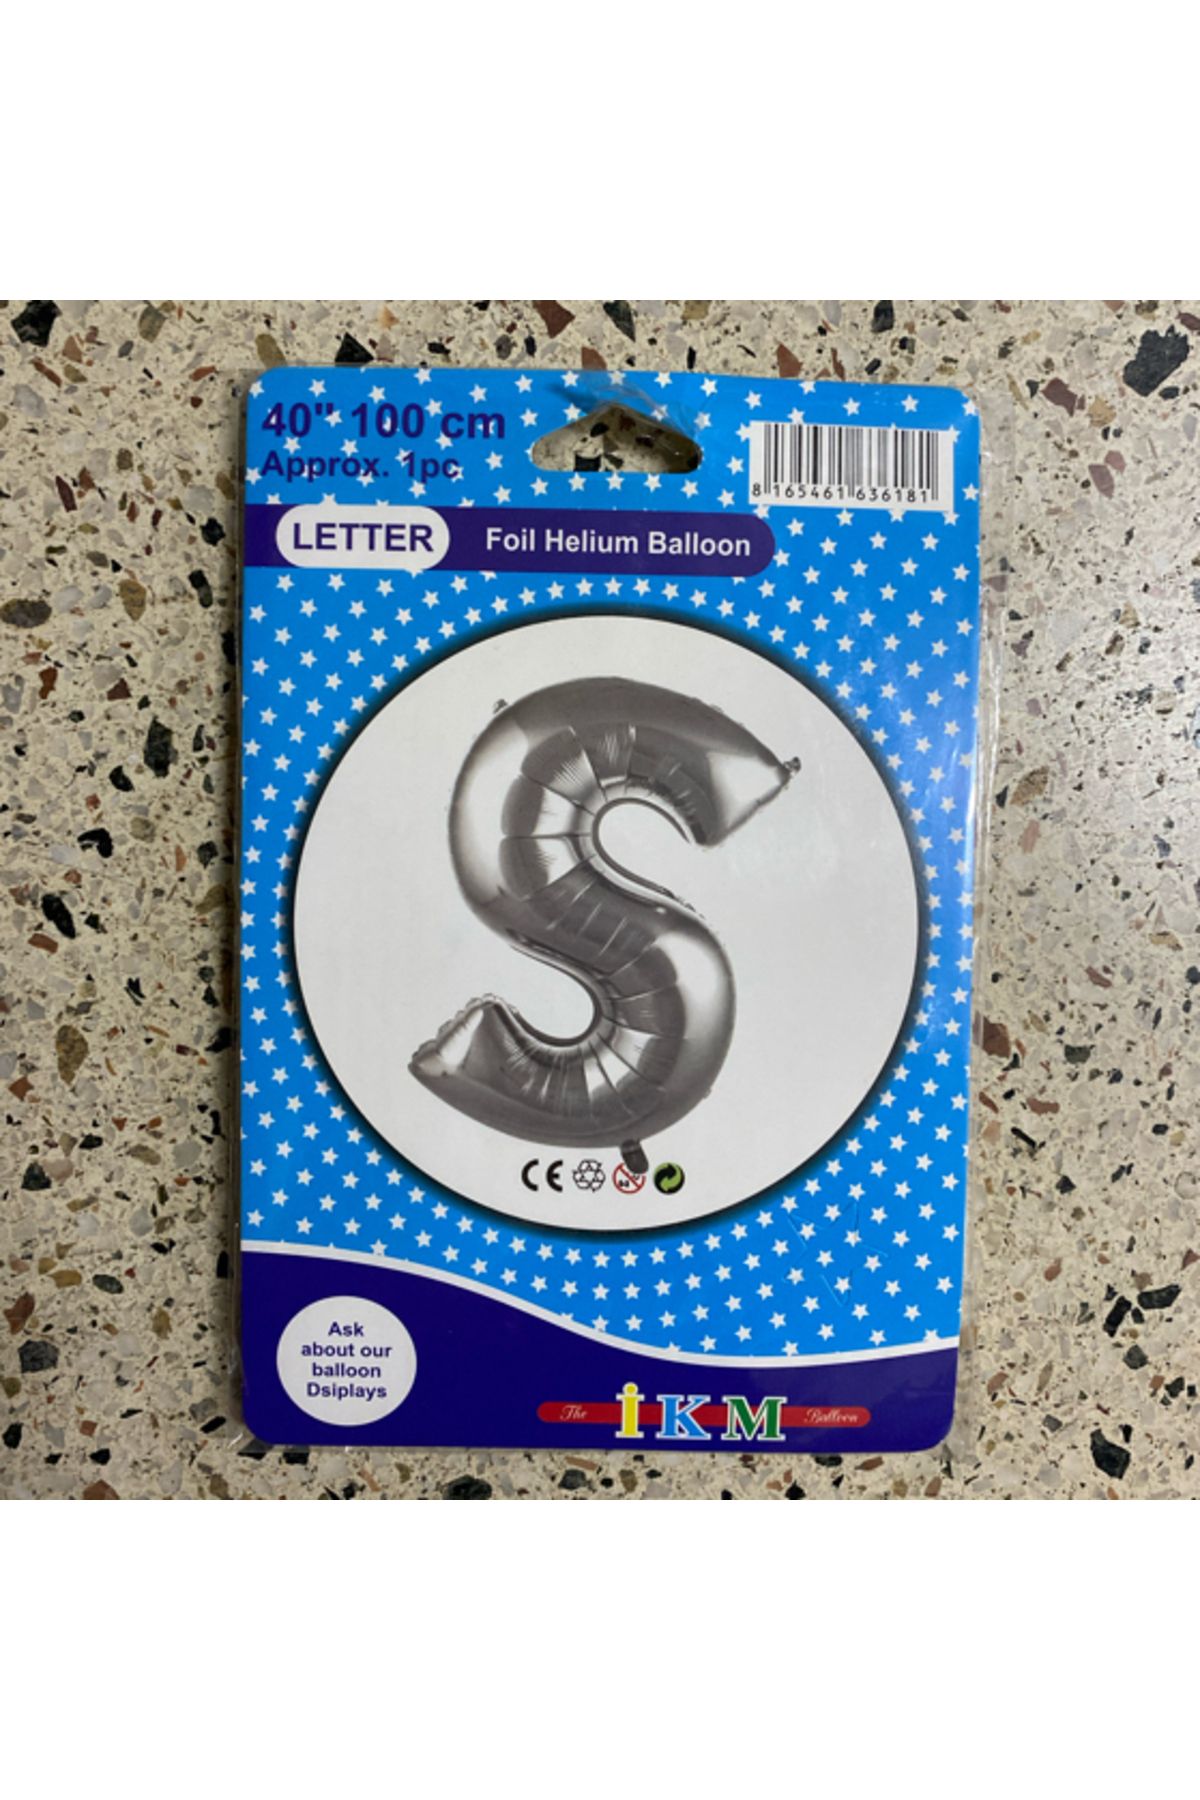 40" 100 cm
Approx. 1pc
8 165461 636181
LETTER
Foil Helium Balloon
S
CE
Ask
about our
balloon
Dsiplays
The İKM Balloon